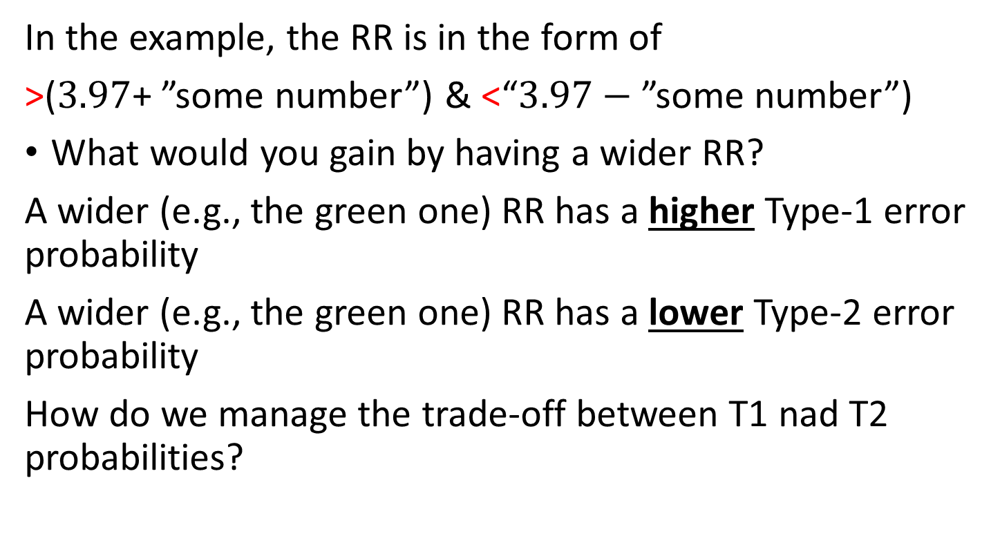 In the example, the RR is in the form of
>(3.97+ ”some number”) & <“3.97 − ”some number”)
• What would you gain by having a wider RR?
A wider (e.g., the green one) RR has a higher Type-1 error
probability
A wider (e.g., the green one) RR has a lower Type-2 error
probability
How do we manage the trade-off between T1 nad T2
probabilities?